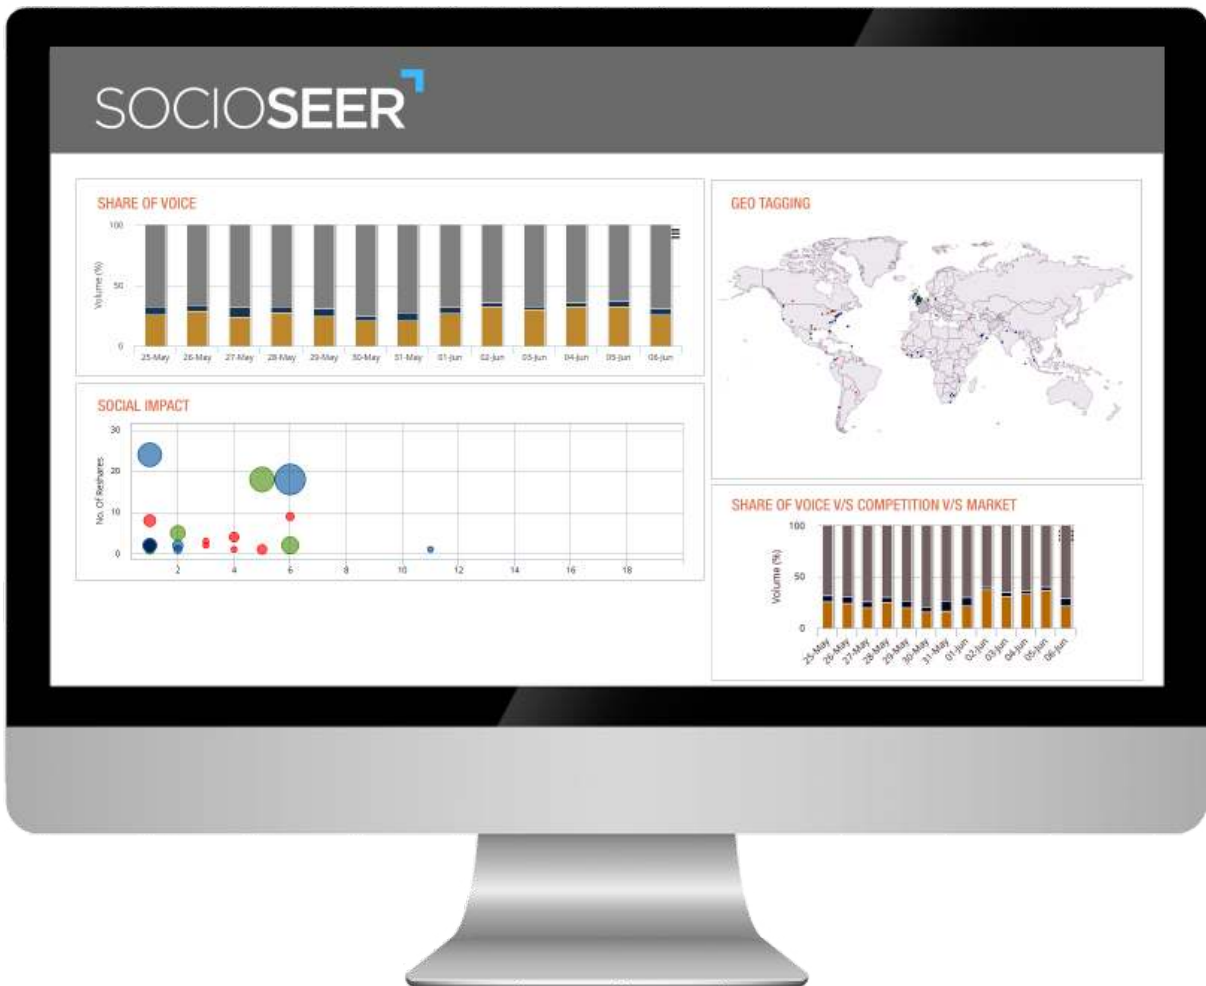 SOCIOSEER
SHARE OF VOICE
100
50
0
Volume (%)
25-May 26-May 27-May 28-May 29-May 30-May 31-May 01-Jun 02-Jun 03-Jun 04-Jun 05-Jun 06-Jun
SOCIAL IMPACT
30
20
10
0
No. Of Reshares
2 4 6 8 10 12 14 16 18
GEO TAGGING
SHARE OF VOICE V/S COMPETITION V/S MARKET
100
50
0
Volume (%)
25-May 26-May 27-May 28-May 29-May 30-May 31-May 01-Jun 02-Jun 03-Jun 04-Jun 05-Jun 06-Jun